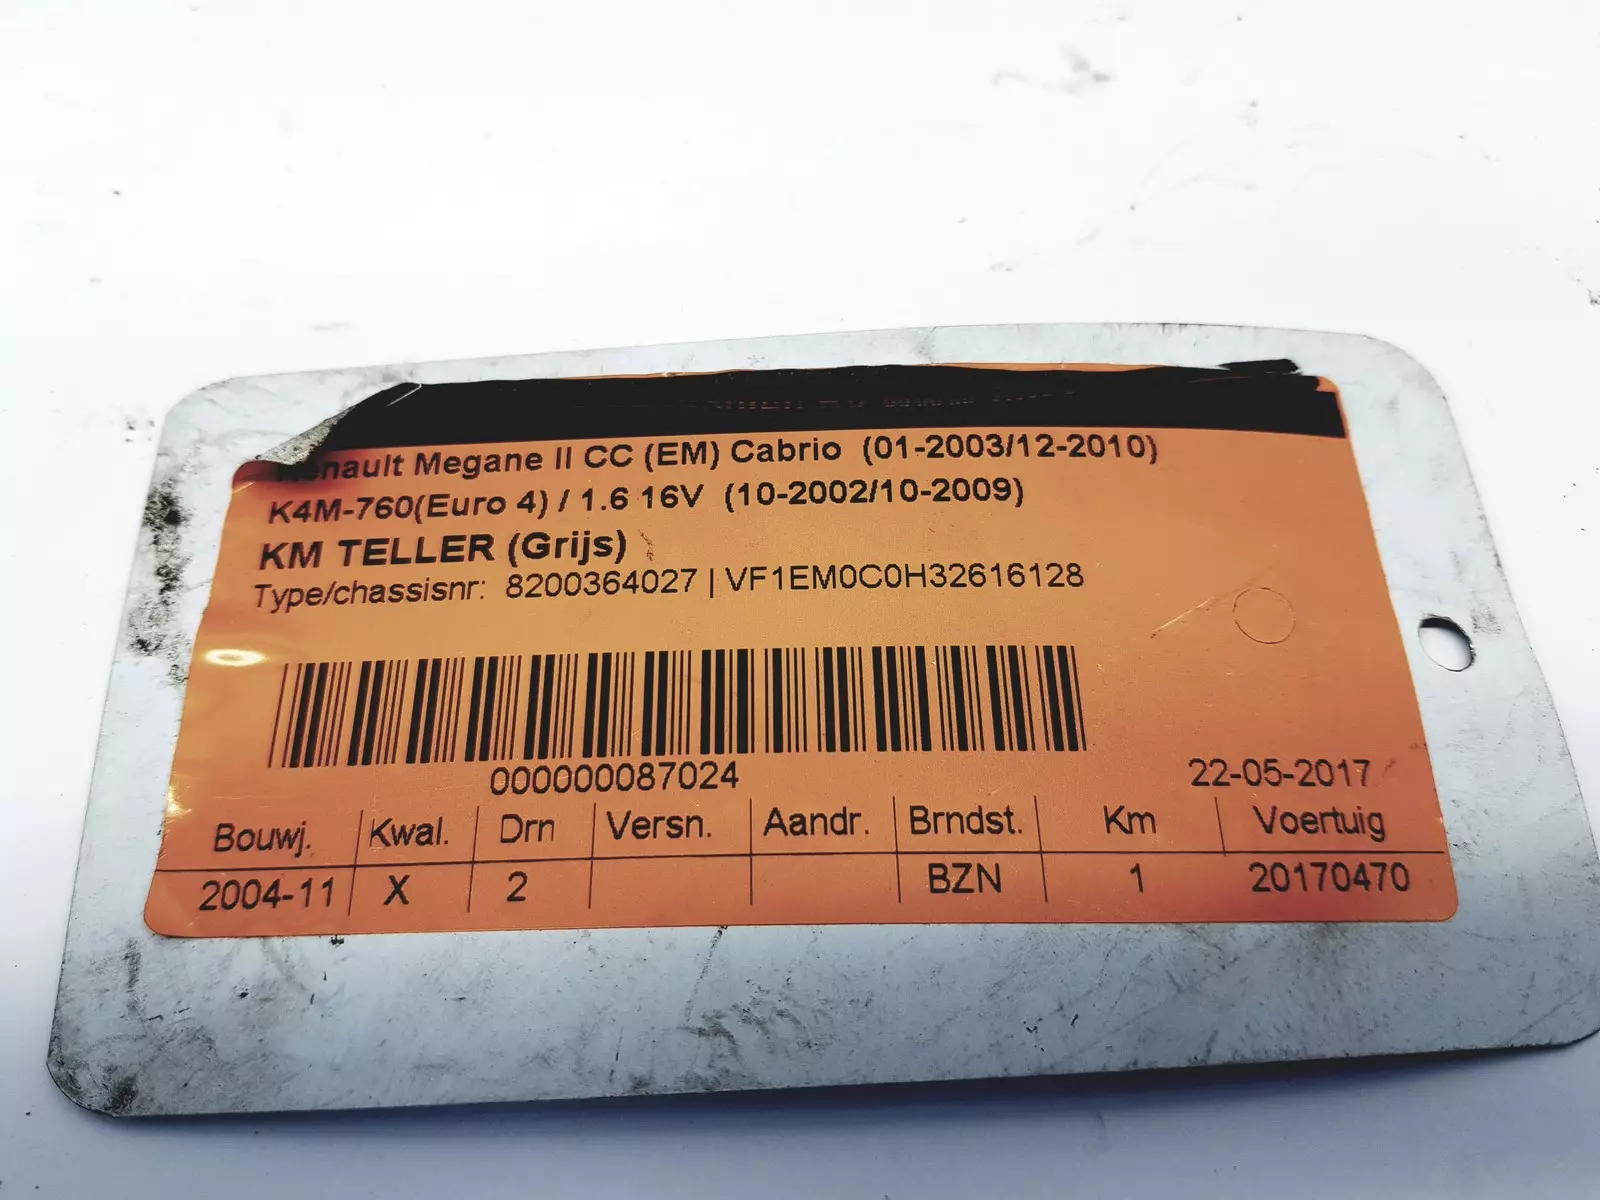 Renault Megane II CC (EM) Cabrio (01-2003/12-2010)
K4M-760(Euro 4) / 1.6 16V (10-2002/10-2009)
KM TELLER (Grijs)
Type/chassisnr: 8200364027 | VF1EM0C0H32616128
000000087024
22-05-2017
Bouwj. Kwal. Drn Versn. Aandr. Brndst. Km Voertuig
2004-11 X 2 BZN 1 20170470